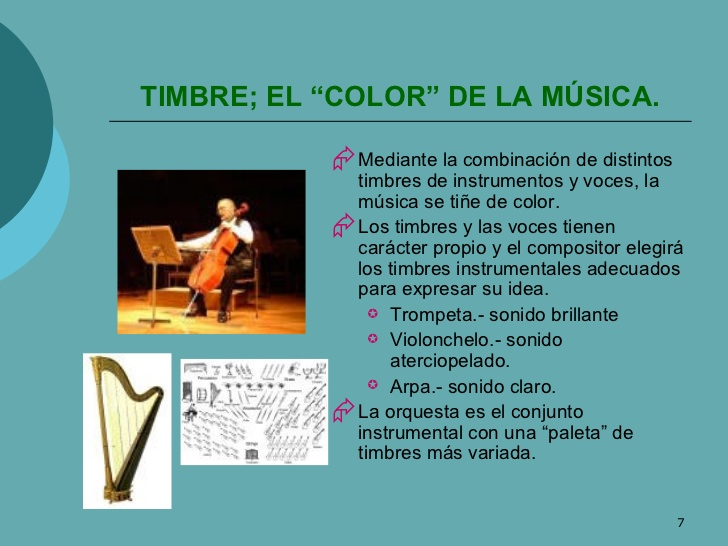 TIMBRE; EL “COLOR” DE LA MÚSICA.
Mediante la combinación de distintos
timbres de instrumentos y voces, la
música se tiñe de color.
Los timbres y las voces tienen
carácter propio y el compositor elegirá
los timbres instrumentales adecuados
para expresar su idea.
Trompeta.- sonido brillante
Violonchelo.- sonido
aterciopelado.
Arpa.- sonido claro.
La orquesta es el conjunto
instrumental con una “paleta” de
timbres más variada.
7